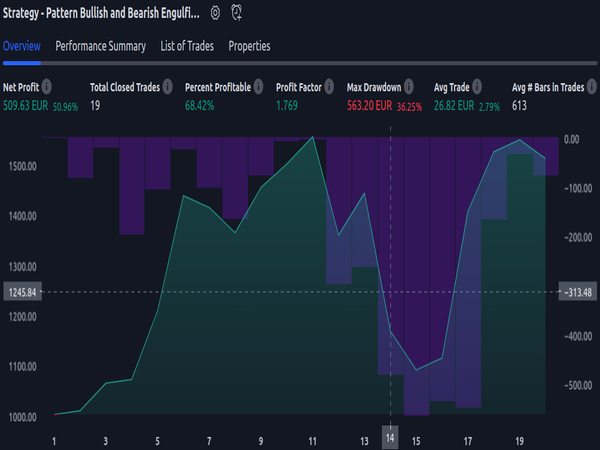 Strategy - Pattern Bullish and Bearish Engulfi...
Overview Performance Summary List of Trades Properties
Net Profit Total Closed Trades Percent Profitable Profit Factor Max Drawdown Avg Trade Avg # Bars in Trades
509.63 EUR 50.96% 19 68.42% 1.769 563.20 EUR 36.25% 26.82 EUR 2.79% 613
0.00
1500.00
−100.00
1400.00
−200.00
1300.00
1245.84 −313.48
1200.00
−400.00
1100.00
−500.00
1000.00
1 3 5 7 9 11 13 14 15 17 19